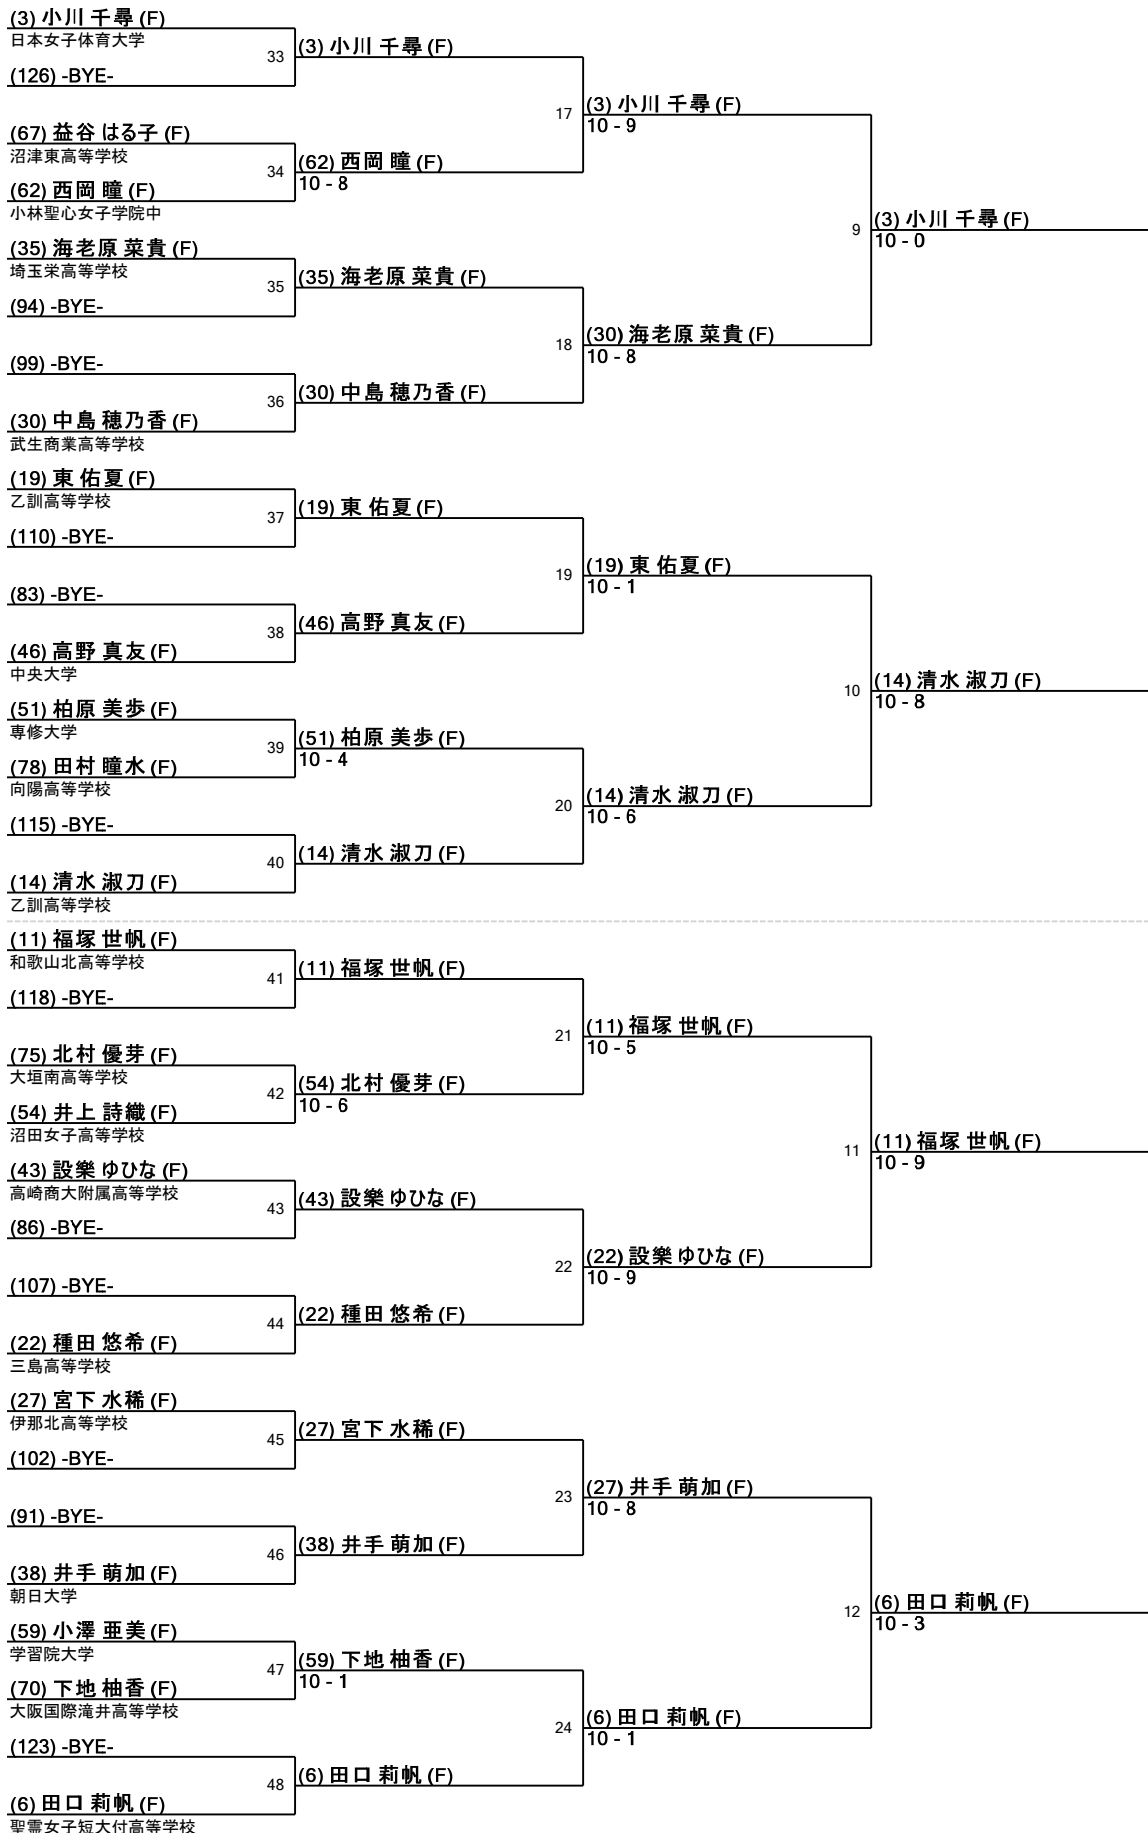 (3) 小川 千尋 (F)
日本女子体育大学
33
(3) 小川 千尋 (F)
(126) -BYE-
17
(3) 小川 千尋 (F)
10 - 9
(67) 益谷 はる子 (F)
沼津東高等学校
34
(62) 西岡 瞳 (F)
10 - 8
(62) 西岡 瞳 (F)
小林聖心女子学院中
9
(3) 小川 千尋 (F)
10 - 0
(35) 海老原 菜貴 (F)
埼玉栄高等学校
35
(35) 海老原 菜貴 (F)
(94) -BYE-
18
(30) 海老原 菜貴 (F)
10 - 8
(99) -BYE-
36
(30) 中島 穂乃香 (F)
(30) 中島 穂乃香 (F)
武生商業高等学校
(19) 東 佑夏 (F)
乙訓高等学校
37
(19) 東 佑夏 (F)
(110) -BYE-
19
(19) 東 佑夏 (F)
10 - 1
(83) -BYE-
38
(46) 高野 真友 (F)
(46) 高野 真友 (F)
中央大学
10
(14) 清水 淑刀 (F)
10 - 8
(51) 柏原 美歩 (F)
専修大学
39
(51) 柏原 美歩 (F)
10 - 4
(78) 田村 瞳水 (F)
向陽高等学校
20
(14) 清水 淑刀 (F)
10 - 6
(115) -BYE-
40
(14) 清水 淑刀 (F)
(14) 清水 淑刀 (F)
乙訓高等学校
(11) 福塚 世帆 (F)
和歌山北高等学校
41
(11) 福塚 世帆 (F)
(118) -BYE-
21
(11) 福塚 世帆 (F)
10 - 5
(75) 北村 優芽 (F)
大垣南高等学校
42
(54) 北村 優芽 (F)
10 - 6
(54) 井上 詩織 (F)
沼田女子高等学校
11
(11) 福塚 世帆 (F)
10 - 9
(43) 設樂 ゆひな (F)
高崎商大附属高等学校
43
(43) 設樂 ゆひな (F)
(86) -BYE-
22
(22) 設樂 ゆひな (F)
10 - 9
(107) -BYE-
44
(22) 種田 悠希 (F)
(22) 種田 悠希 (F)
三島高等学校
(27) 宮下 水稀 (F)
伊那北高等学校
45
(27) 宮下 水稀 (F)
(102) -BYE-
23
(27) 井手 萌加 (F)
10 - 8
(91) -BYE-
46
(38) 井手 萌加 (F)
(38) 井手 萌加 (F)
朝日大学
12
(6) 田口 莉帆 (F)
10 - 3
(59) 小澤 亜美 (F)
学習院大学
47
(59) 下地 柚香 (F)
10 - 1
(70) 下地 柚香 (F)
大阪国際滝井高等学校
24
(6) 田口 莉帆 (F)
10 - 1
(123) -BYE-
48
(6) 田口 莉帆 (F)
(6) 田口 莉帆 (F)
聖霊女子短大付高等学校